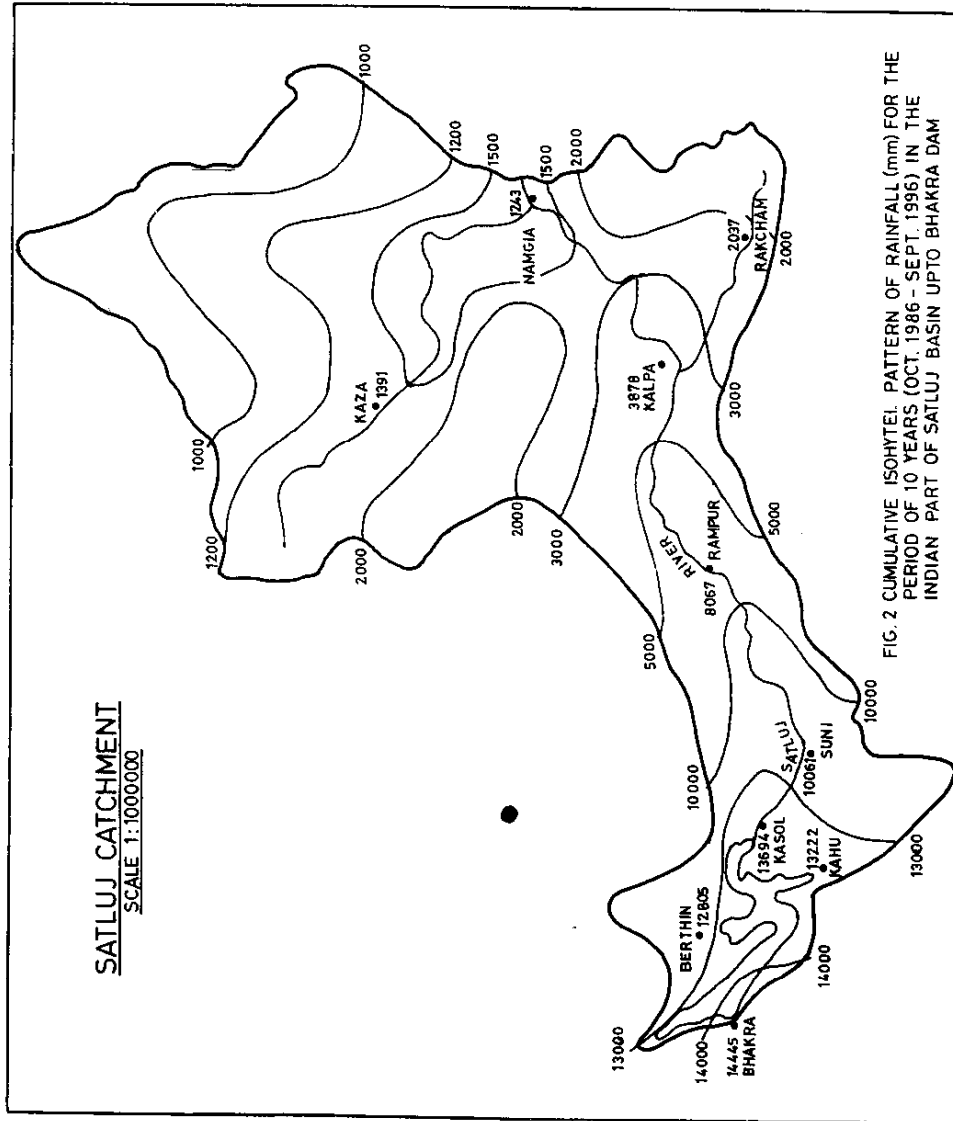 SATLUJ CATCHMENT
SCALE 1:1000000
1000
1200
1500
1500
2000
1243
NAMGIA
2037
RAKCHAM
2000
KAZA
1391
1000
1200
2000
2000
3000
3878
KALPA
3000
5000
RIVER
RAMPUR
8067
5000
10000
SATLUJ
10061
SUNI
10000
13694
KASOL
13222
KAHU
13000
BERTHIN
12805
14000
13000
14000
14445
BHAKRA
FIG. 2 CUMULATIVE ISOHYTEL PATTERN OF RAINFALL (mm) FOR THE
PERIOD OF 10 YEARS (OCT. 1986 - SEPT. 1996) IN THE
INDIAN PART OF SATLUJ BASIN UPTO BHAKRA DAM